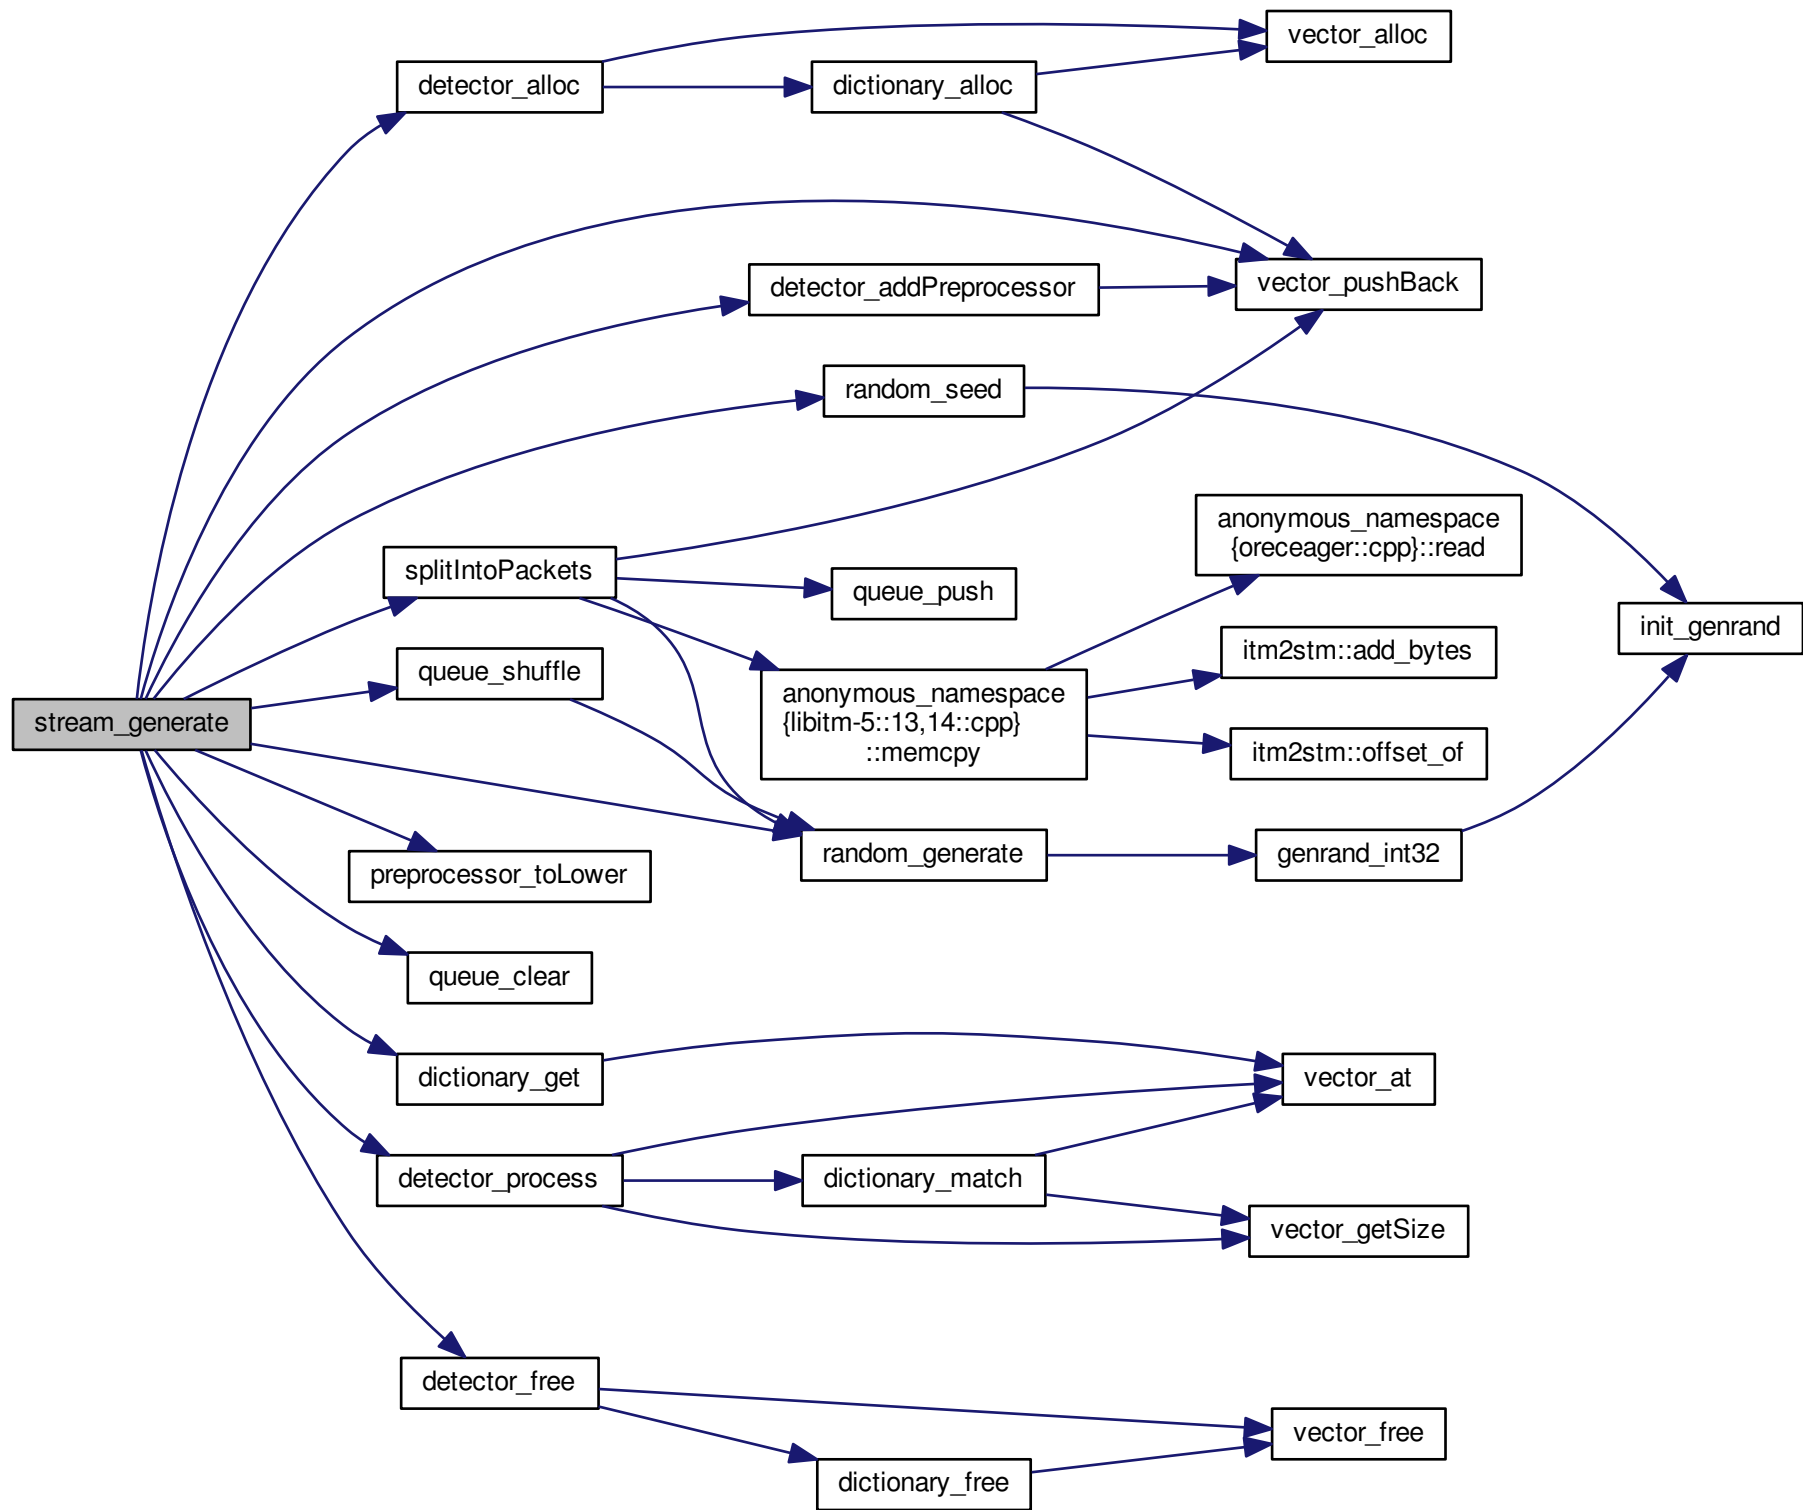 vector_alloc
detector_alloc
dictionary_alloc
vector_pushBack
detector_addPreprocessor
random_seed
anonymous_namespace
{oreceager::cpp}::read
splitIntoPackets
queue_push
init_genrand
itm2stm::add_bytes
queue_shuffle
anonymous_namespace
{libitm-5::13,14::cpp}
::memcpy
stream_generate
itm2stm::offset_of
random_generate
genrand_int32
preprocessor_toLower
queue_clear
dictionary_get
vector_at
detector_process
dictionary_match
vector_getSize
detector_free
vector_free
dictionary_free